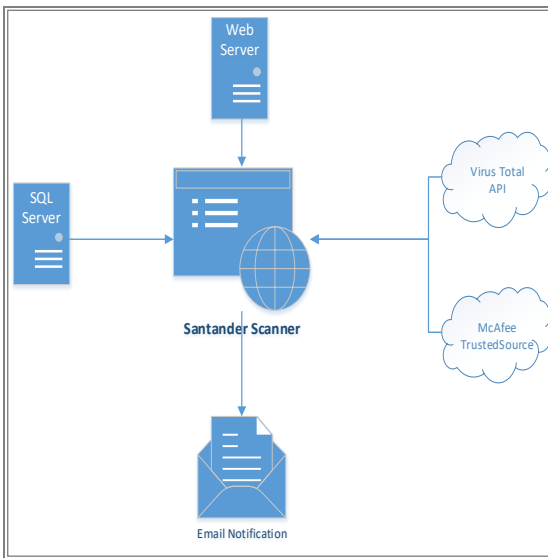 Web
Server
Virus Total
API
SQL
Server
Santander Scanner
McAfee
TrustedSource
Email Notification